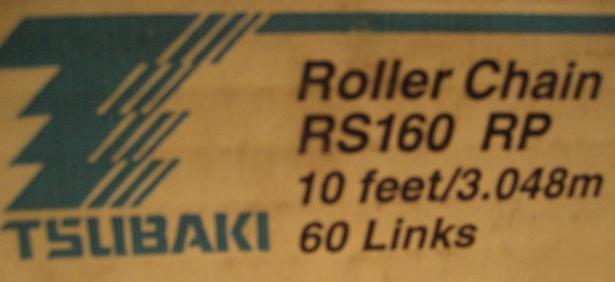 TSUBAKI
Roller Chain
RS160 RP
10 feet/3.048m
60 Links